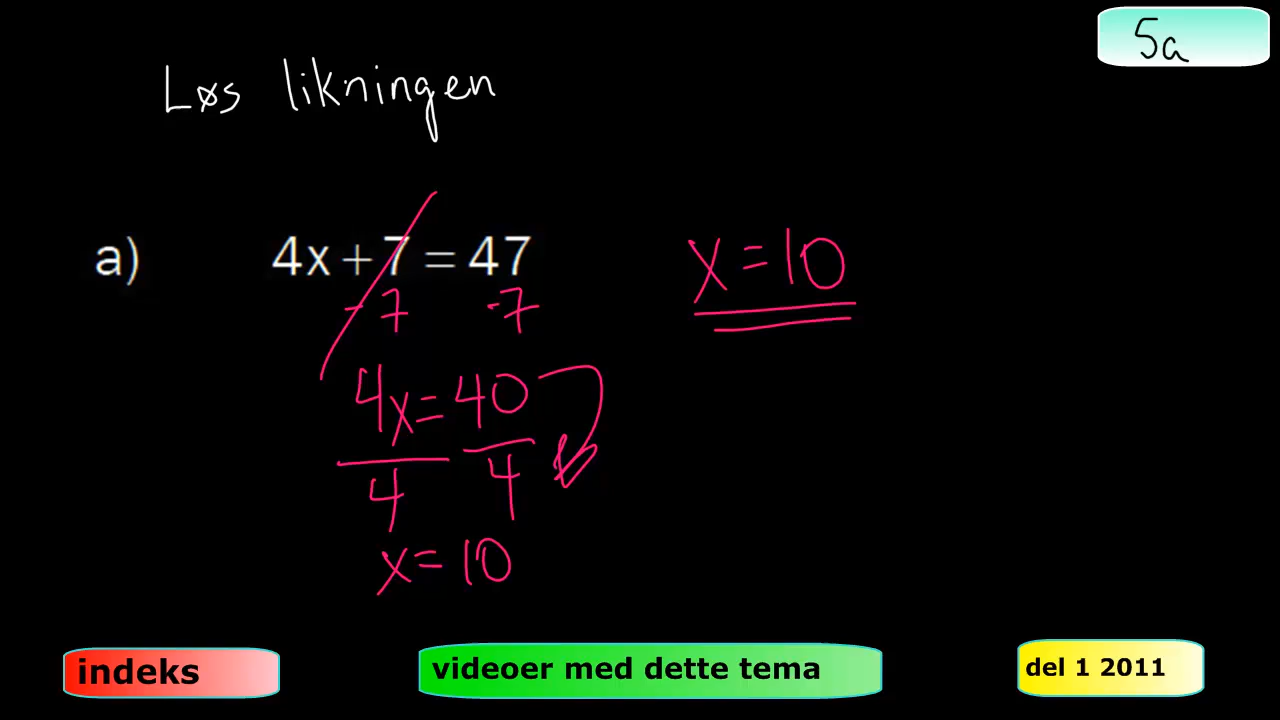 5a
Løs likningen
a) 4x + 7 = 47
x = 10
- 7 -7
4x = 40
4 4
x = 10
indeks
videoer med dette tema
del 1 2011